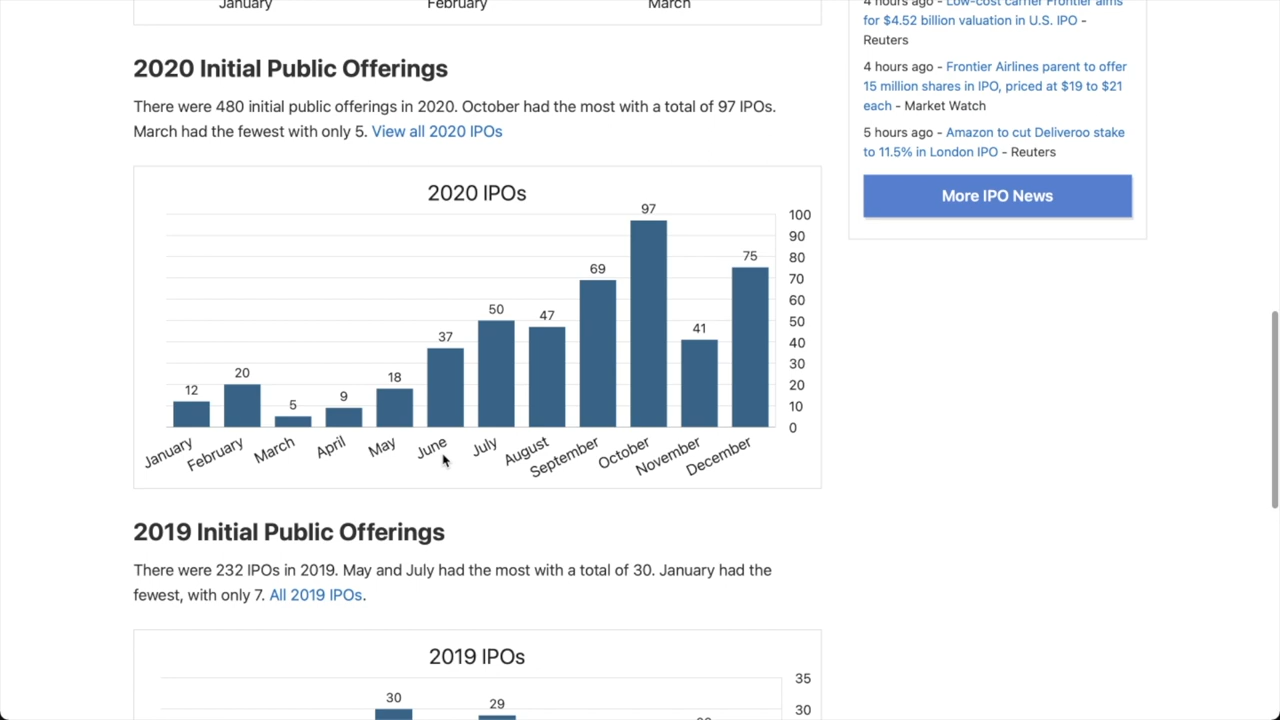 January February March
2020 Initial Public Offerings
There were 480 initial public offerings in 2020. October had the most with a total of 97 IPOs.
March had the fewest with only 5. View all 2020 IPOs
2020 IPOs
97
100
90
80
70
60
50
40
30
20
10
0
12
20
5
9
18
37
50
47
69
41
75
January
February
March
April
May
June
July
August
September
October
November
December
2019 Initial Public Offerings
There were 232 IPOs in 2019. May and July had the most with a total of 30. January had the
fewest, with only 7. All 2019 IPOs.
2019 IPOs
35
30
30
29
4 hours ago - Low-cost carrier Frontier aims
for $4.52 billion valuation in U.S. IPO -
Reuters
4 hours ago - Frontier Airlines parent to offer
15 million shares in IPO, priced at $19 to $21
each - Market Watch
5 hours ago - Amazon to cut Deliveroo stake
to 11.5% in London IPO - Reuters
More IPO News